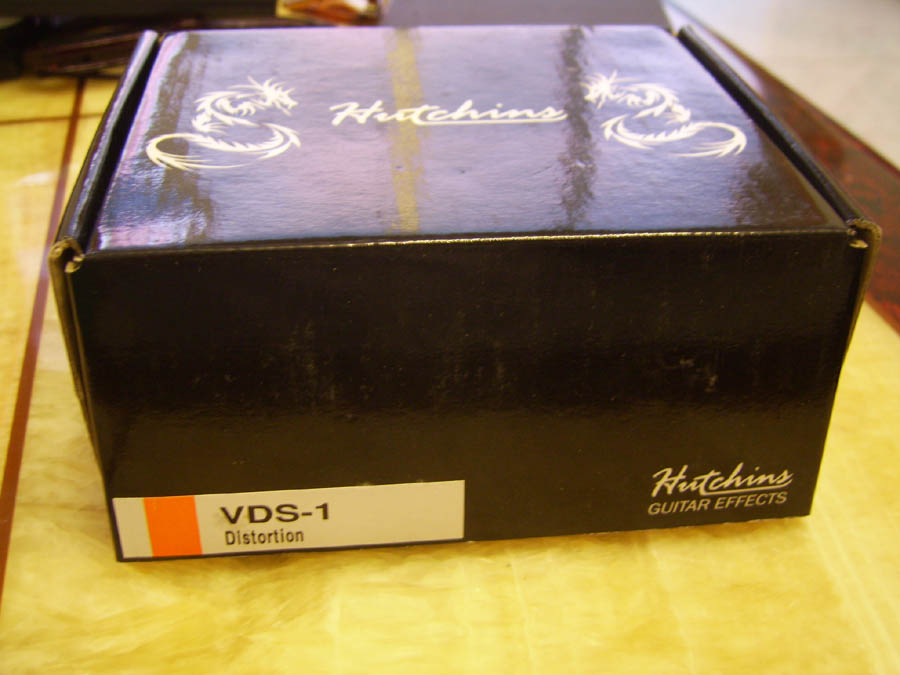 Hutchins
VDS-1
Distortion
Hutchins
GUITAR EFFECTS